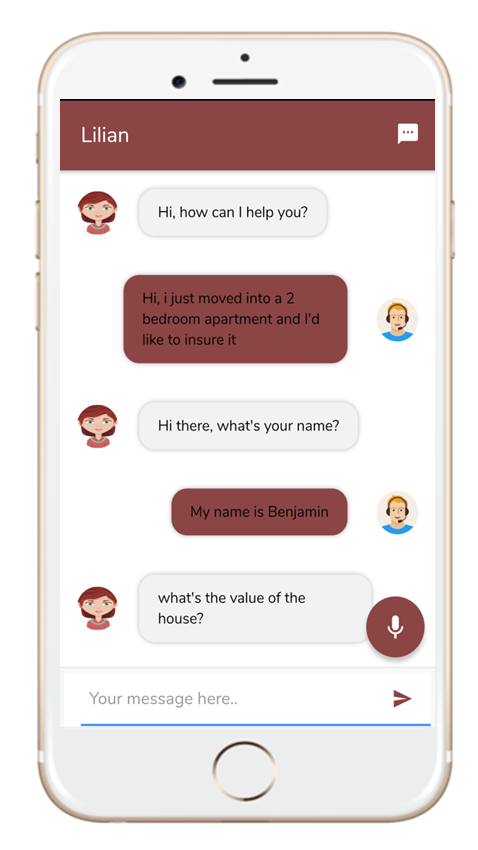 Lilian
Hi, how can I help you?
Hi, i just moved into a 2
bedroom apartment and I'd
like to insure it
Hi there, what's your name?
My name is Benjamin
what's the value of the
house?
Your message here..